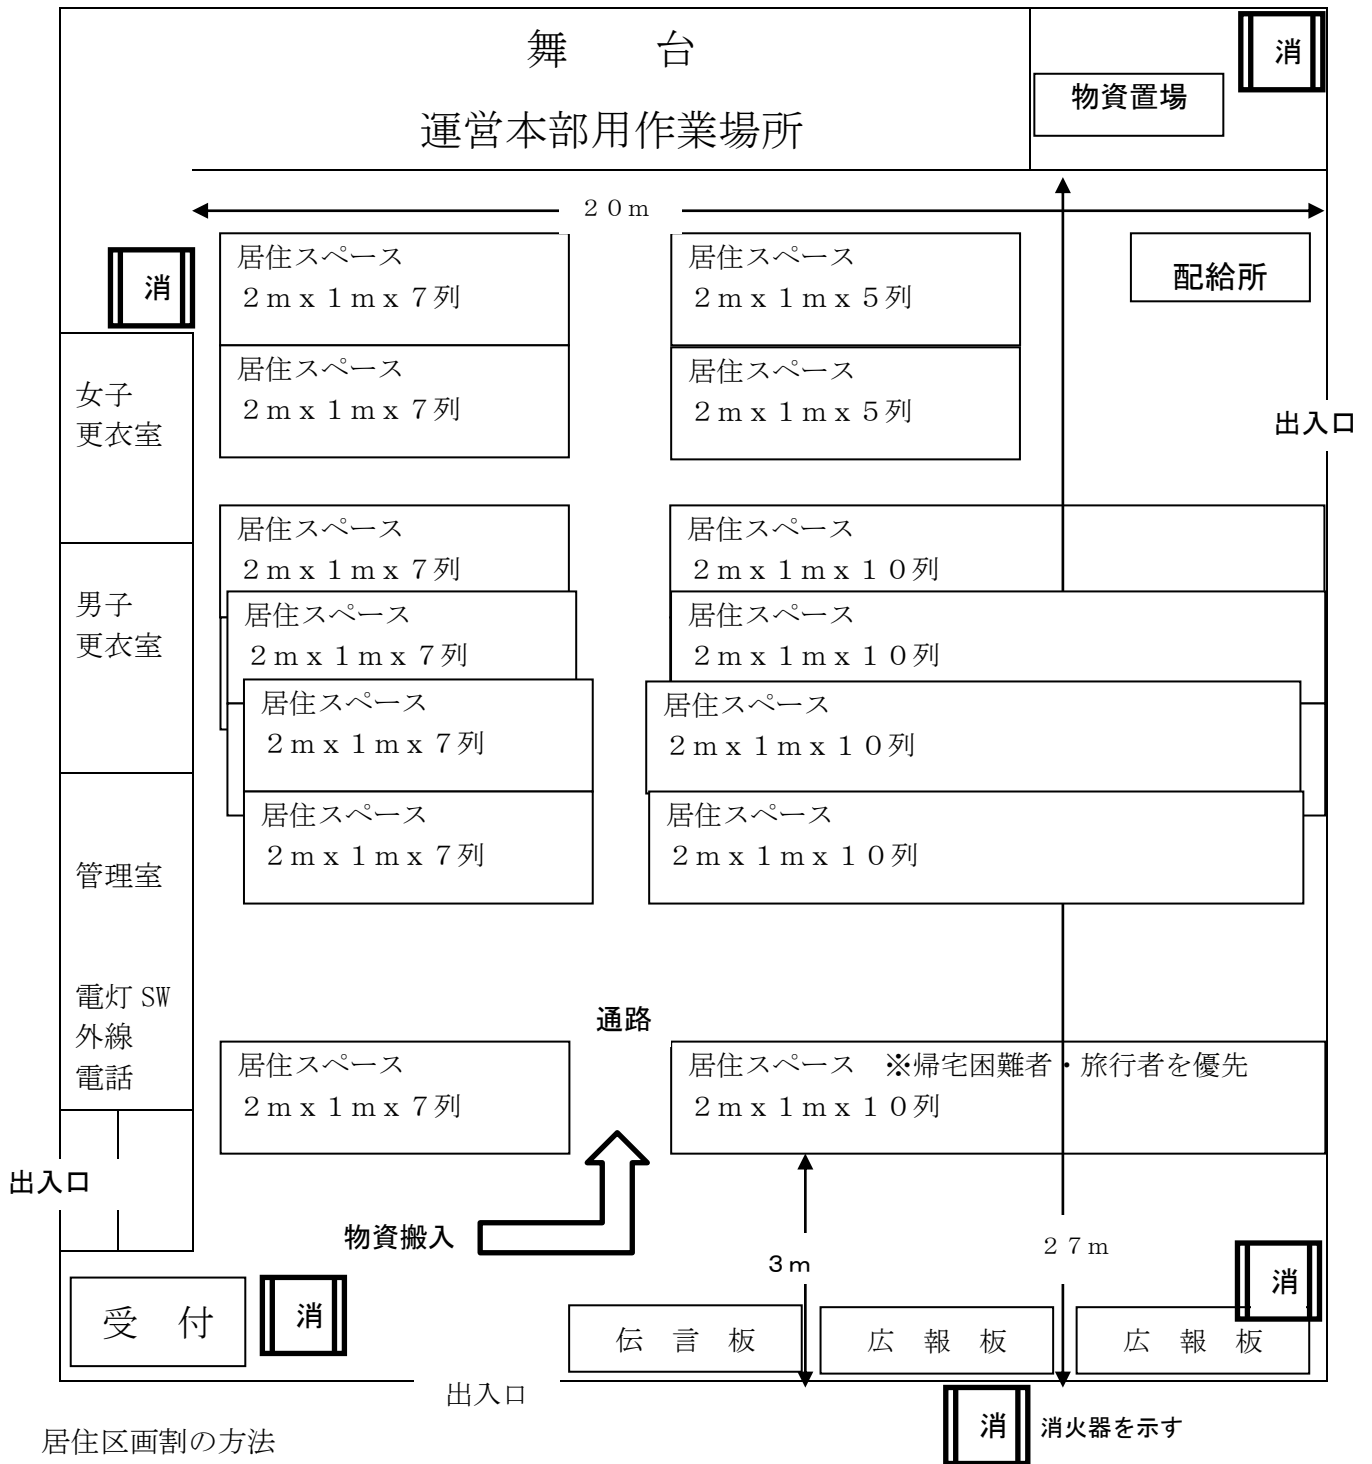 舞　　台
消
物資置場
運営本部用作業場所
２０ｍ
居住スペース
２ｍｘ１ｍｘ７列
居住スペース
２ｍｘ１ｍｘ５列
配給所
消
居住スペース
２ｍｘ１ｍｘ７列
居住スペース
２ｍｘ１ｍｘ５列
女子
更衣室
出入口
居住スペース
２ｍｘ１ｍｘ７列
居住スペース
２ｍｘ１ｍｘ１０列
男子
更衣室
居住スペース
２ｍｘ１ｍｘ７列
居住スペース
２ｍｘ１ｍｘ１０列
居住スペース
２ｍｘ１ｍｘ７列
居住スペース
２ｍｘ１ｍｘ１０列
居住スペース
２ｍｘ１ｍｘ７列
居住スペース
２ｍｘ１ｍｘ１０列
管理室
電灯 SW
外線
電話
通路
居住スペース
２ｍｘ１ｍｘ７列
居住スペース　※帰宅困難者・旅行者を優先
２ｍｘ１ｍｘ１０列
出入口
物資搬入
３ｍ
２７ｍ
消
受　付
消
伝　言　板
広　報　板
広　報　板
出入口
消
消火器を示す
居住区画割の方法